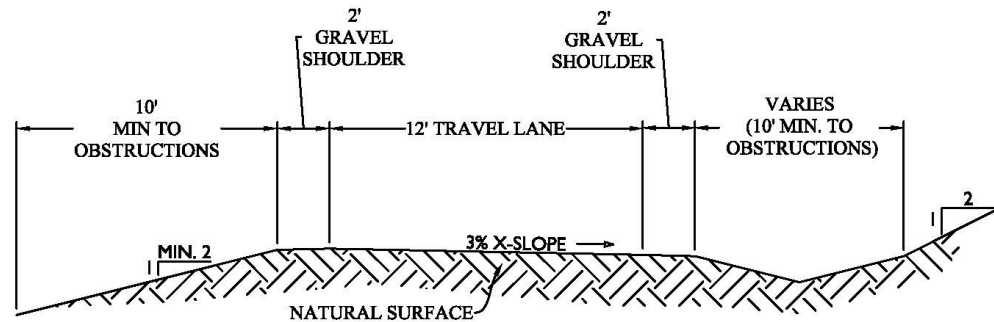 2'
GRAVEL
SHOULDER
2'
GRAVEL
SHOULDER
10'
MIN TO
OBSTRUCTIONS
12' TRAVEL LANE
VARIES
(10' MIN. TO
OBSTRUCTIONS)
1
2
3% X-SLOPE
1
MIN. 2
NATURAL SURFACE